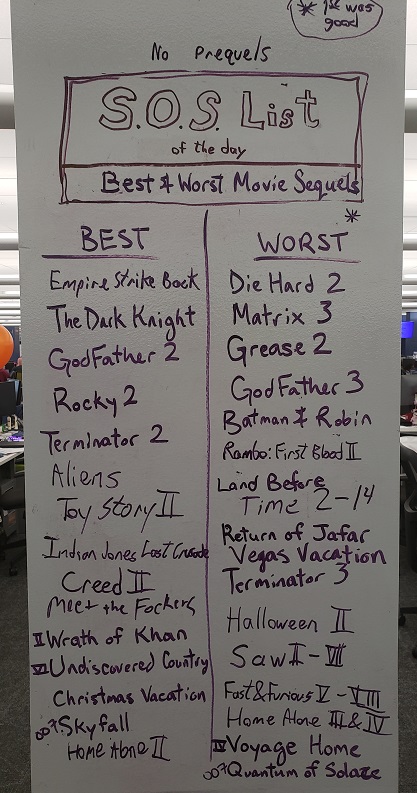 * 1st was
good
No Prequels
S.O.S. List
of the day
Best & Worst Movie Sequels
*
BEST
Empire Strike Back
The Dark Knight
GodFather 2
Rocky 2
Terminator 2
Aliens
Toy Story II
Indian Jones Last Crusade
Creed II
Meet the Fockers
II Wrath of Khan
VI Undiscovered Country
Christmas Vacation
007: Skyfall
Home Alone II
WORST
Die Hard 2
Matrix 3
Grease 2
GodFather 3
Batman & Robin
Rambo: First Blood II
Land Before
Time 2-14
Return of Jafar
Vegas Vacation
Terminator 3
Halloween II
Saw II - VII
Fast & Furious V - VIII
Home Alone III & IV
IV Voyage Home
007 Quantum of Solace